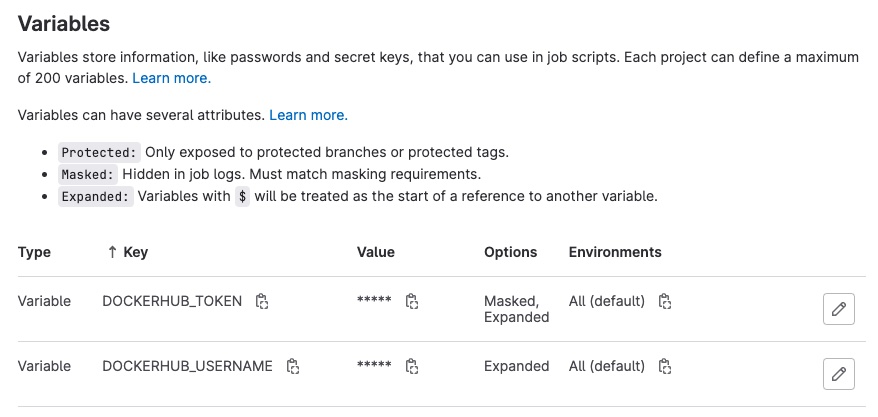 Variables
Variables store information, like passwords and secret keys, that you can use in job scripts. Each project can define a maximum
of 200 variables. Learn more.
Variables can have several attributes. Learn more.
• Protected: Only exposed to protected branches or protected tags.
• Masked: Hidden in job logs. Must match masking requirements.
• Expanded: Variables with $ will be treated as the start of a reference to another variable.
Type ↑ Key Value Options Environments
Variable DOCKERHUB_TOKEN ***** Masked, All (default)
Expanded
Variable DOCKERHUB_USERNAME ***** Expanded All (default)